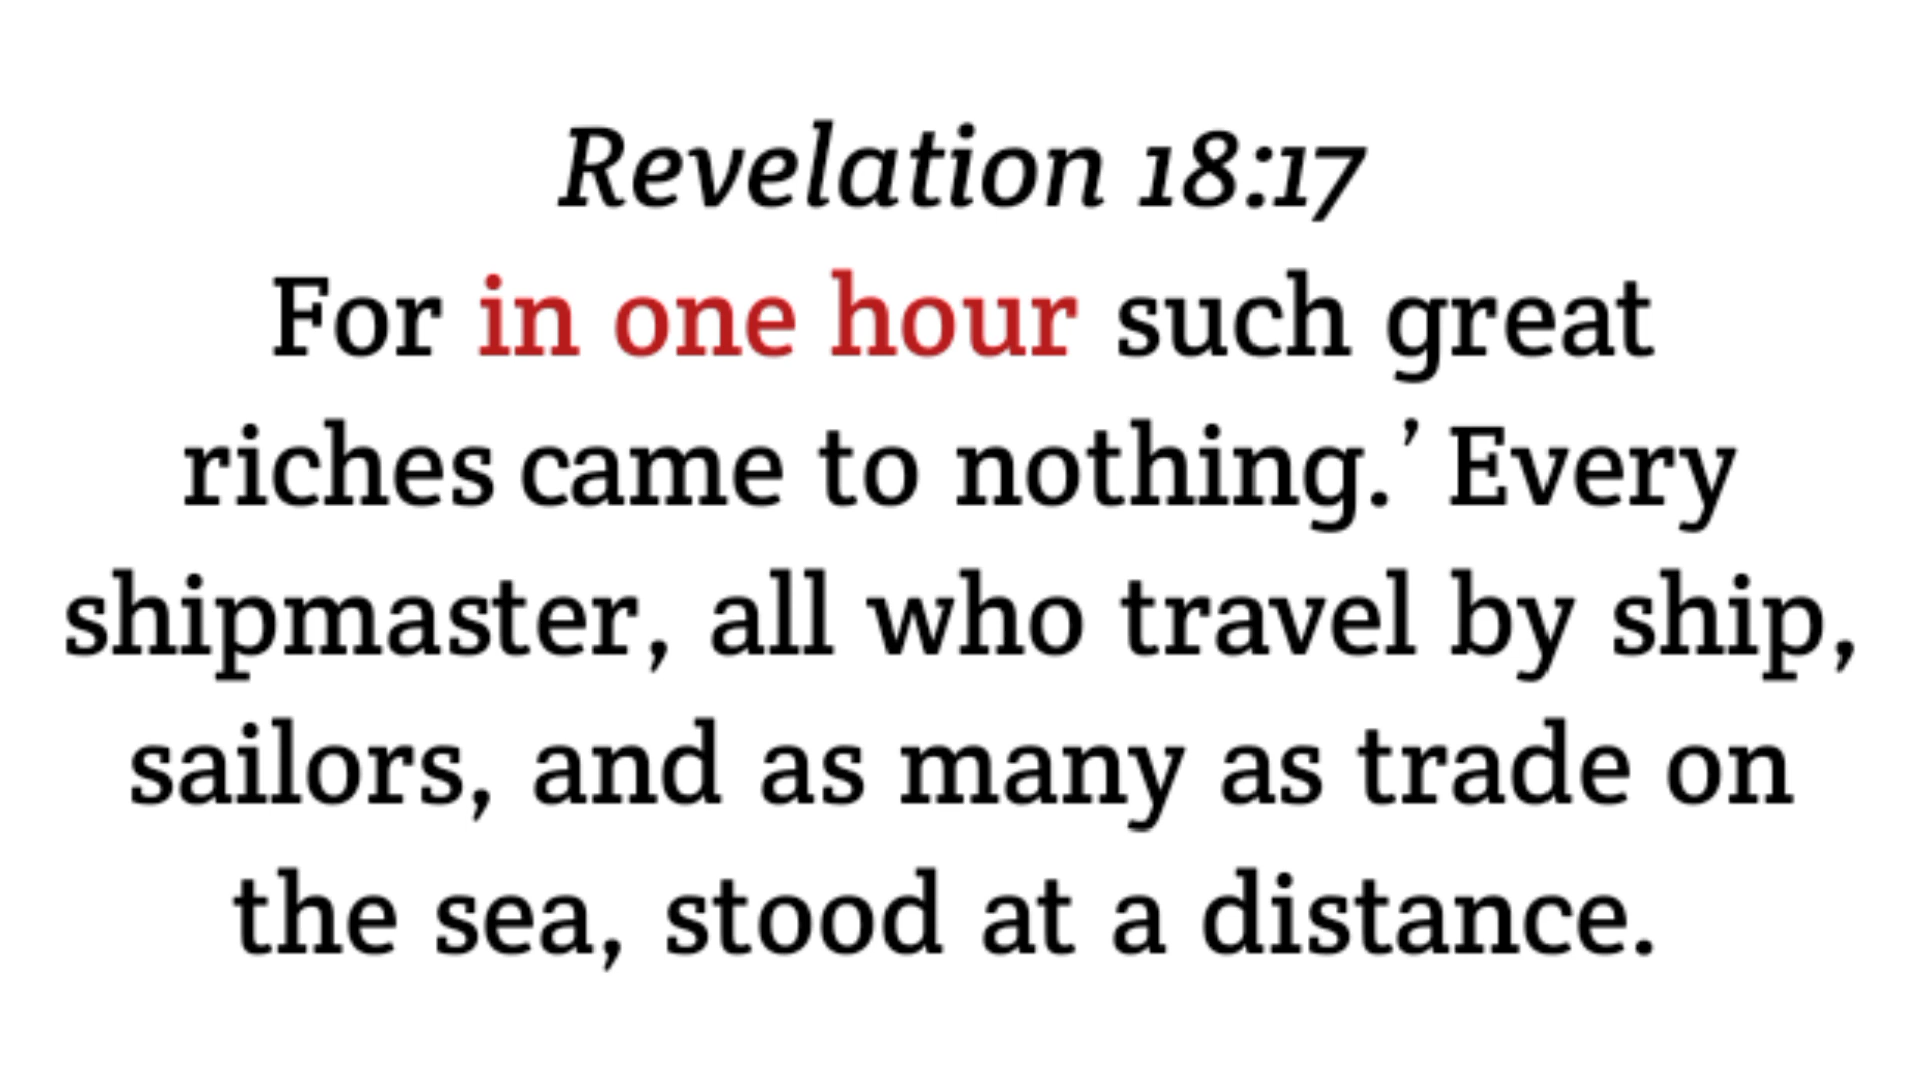 Revelation 18:17
For in one hour such great
riches came to nothing.’ Every
shipmaster, all who travel by ship,
sailors, and as many as trade on
the sea, stood at a distance.